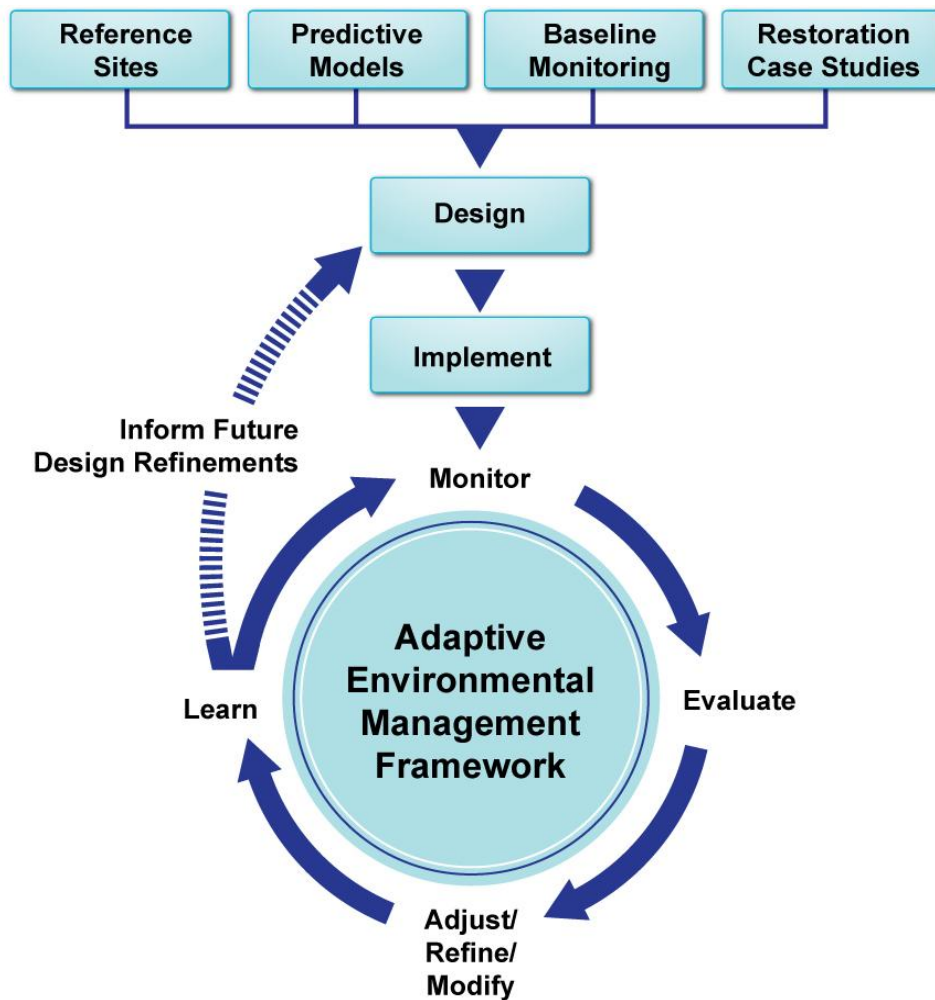 Reference
Sites
Predictive
Models
Baseline
Monitoring
Restoration
Case Studies
Design
Implement
Inform Future
Design Refinements
Monitor
Adaptive
Environmental
Management
Framework
Learn
Evaluate
Adjust/
Refine/
Modify